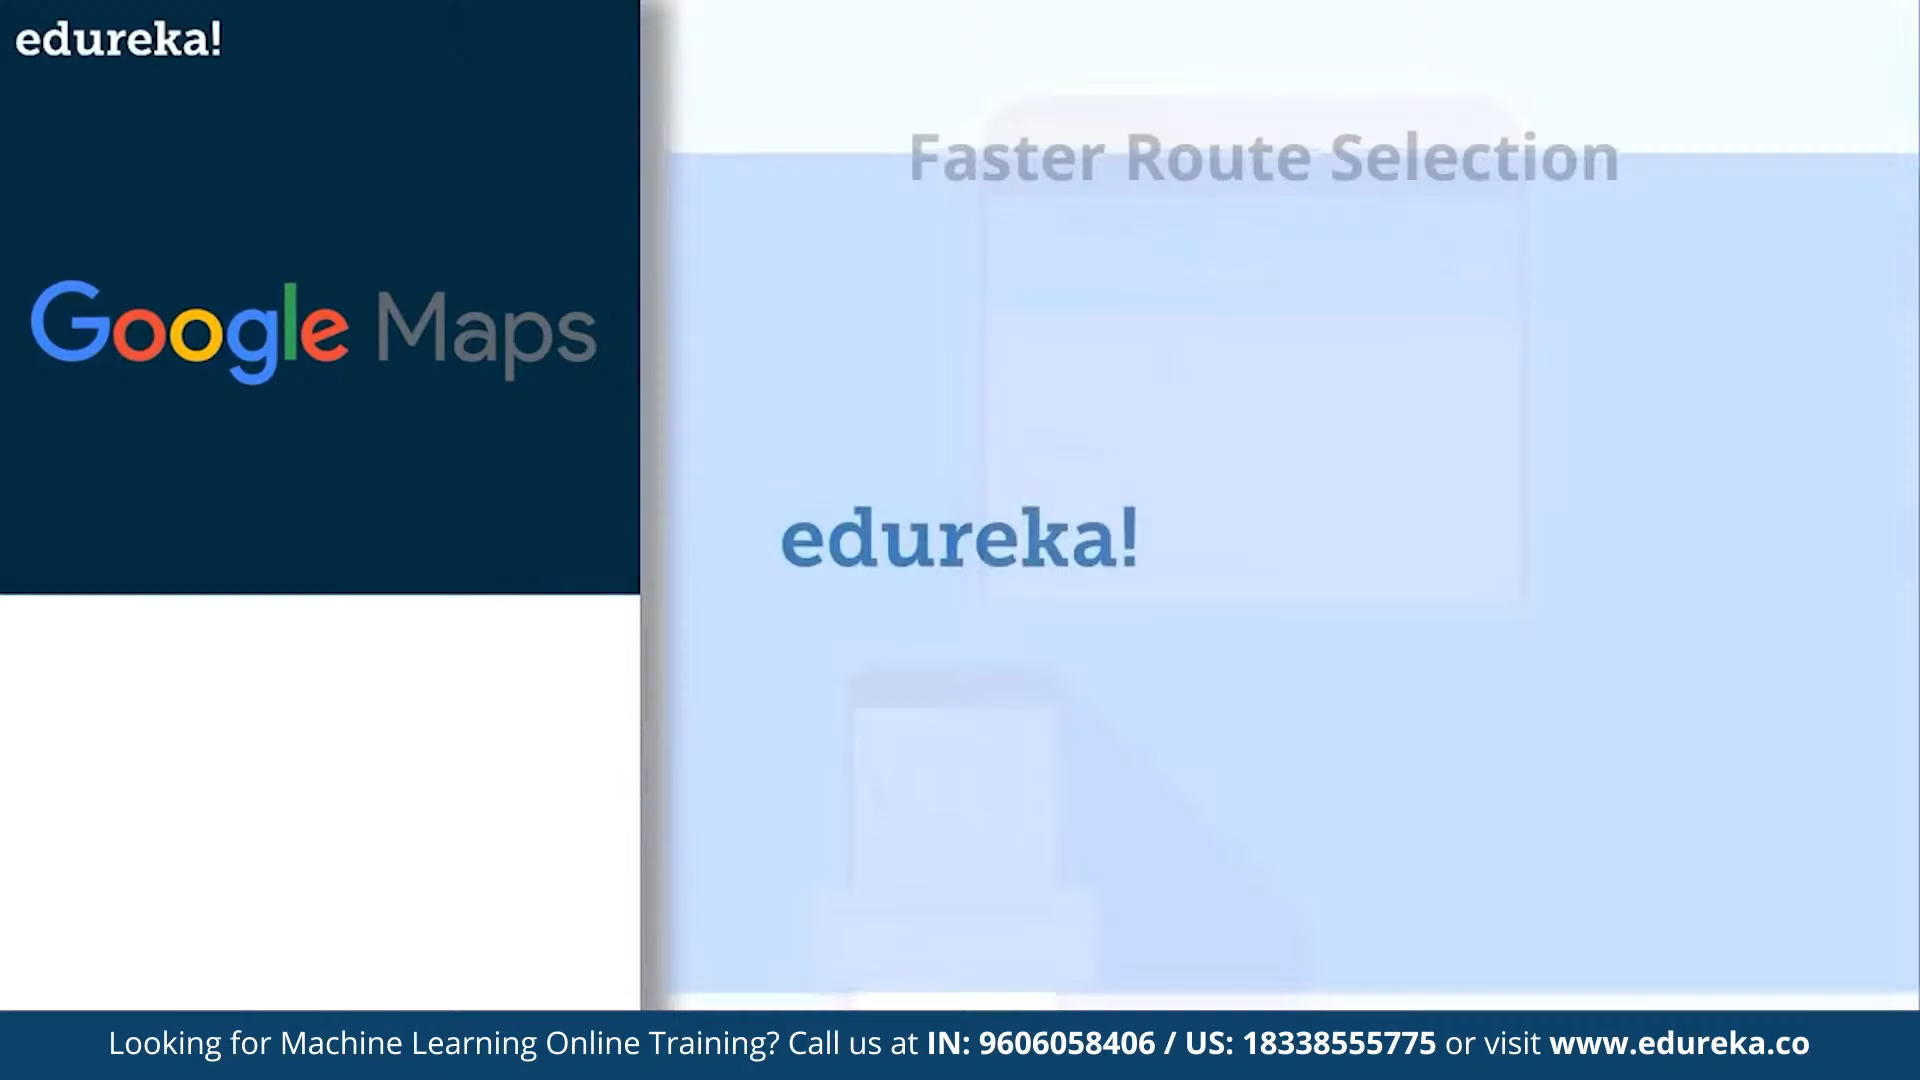 edureka!
Google Maps
Faster Route Selection
edureka!
Looking for Machine Learning Online Training? Call us at IN: 9606058406 / US: 18338555775 or visit www.edureka.co